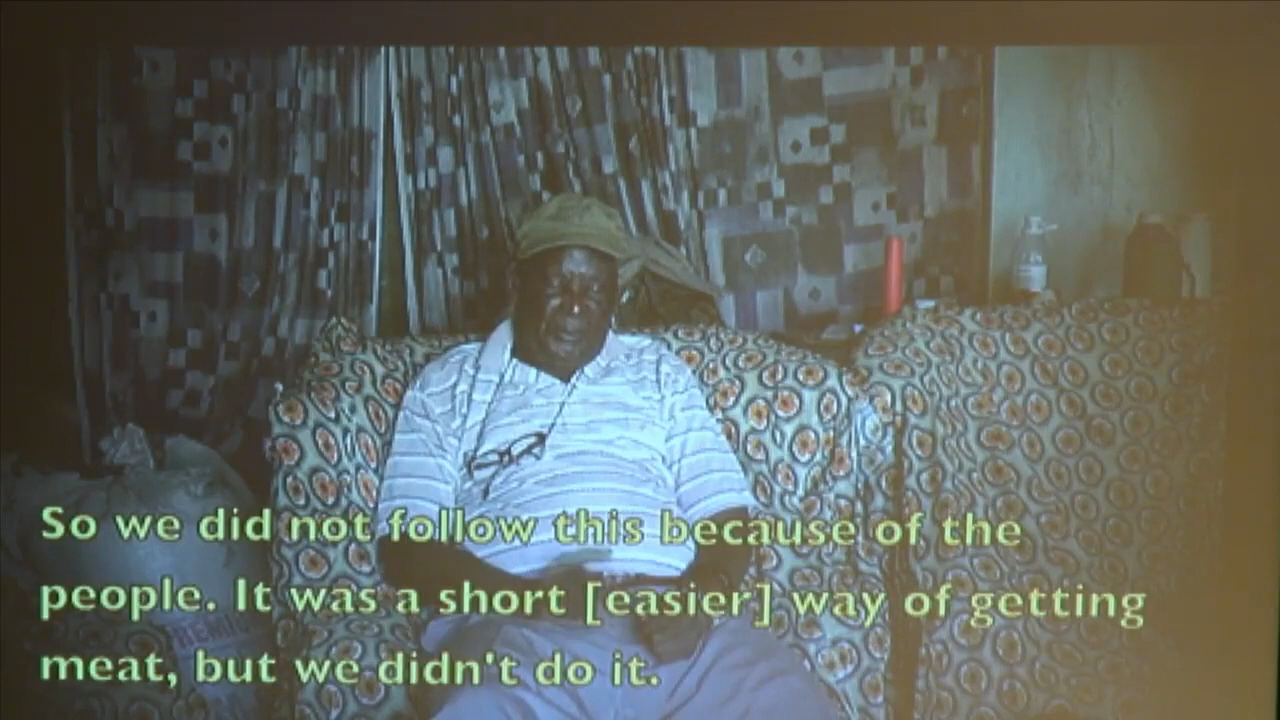 So we did not follow this because of the
people. It was a short [easier] way of getting
meat, but we didn't do it.